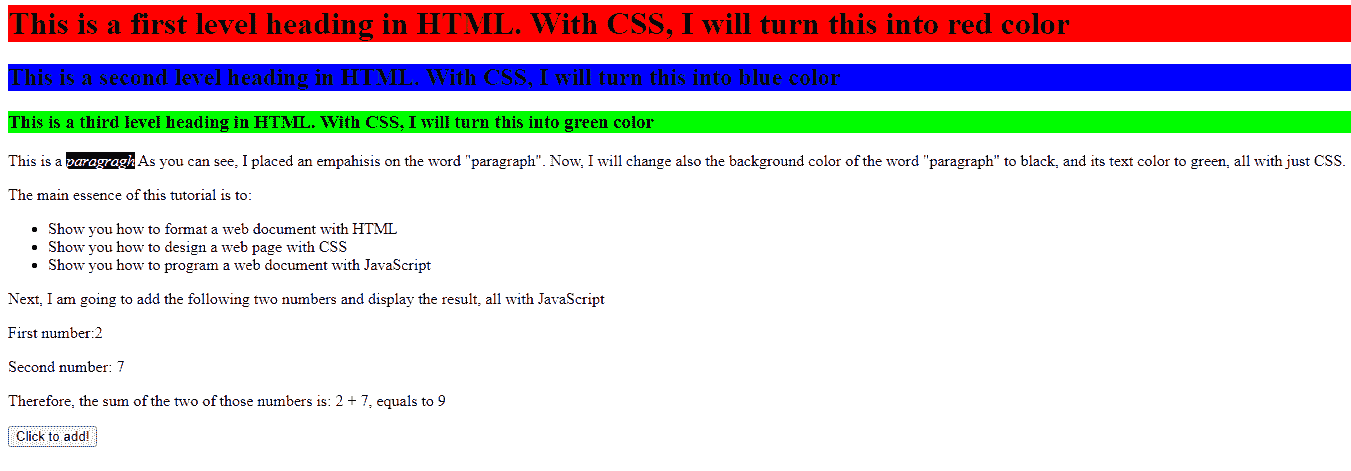 This is a first level heading in HTML. With CSS, I will turn this into red color
This is a second level heading in HTML. With CSS, I will turn this into blue color
This is a third level heading in HTML. With CSS, I will turn this into green color
This is a paragragh As you can see, I placed an empahisis on the word "paragraph". Now, I will change also the background color of the word "paragraph" to black, and its text color to green, all with just CSS.
The main essence of this tutorial is to:
• Show you how to format a web document with HTML
• Show you how to design a web page with CSS
• Show you how to program a web document with JavaScript
Next, I am going to add the following two numbers and display the result, all with JavaScript
First number:2
Second number: 7
Therefore, the sum of the two of those numbers is: 2 + 7, equals to 9
Click to add!